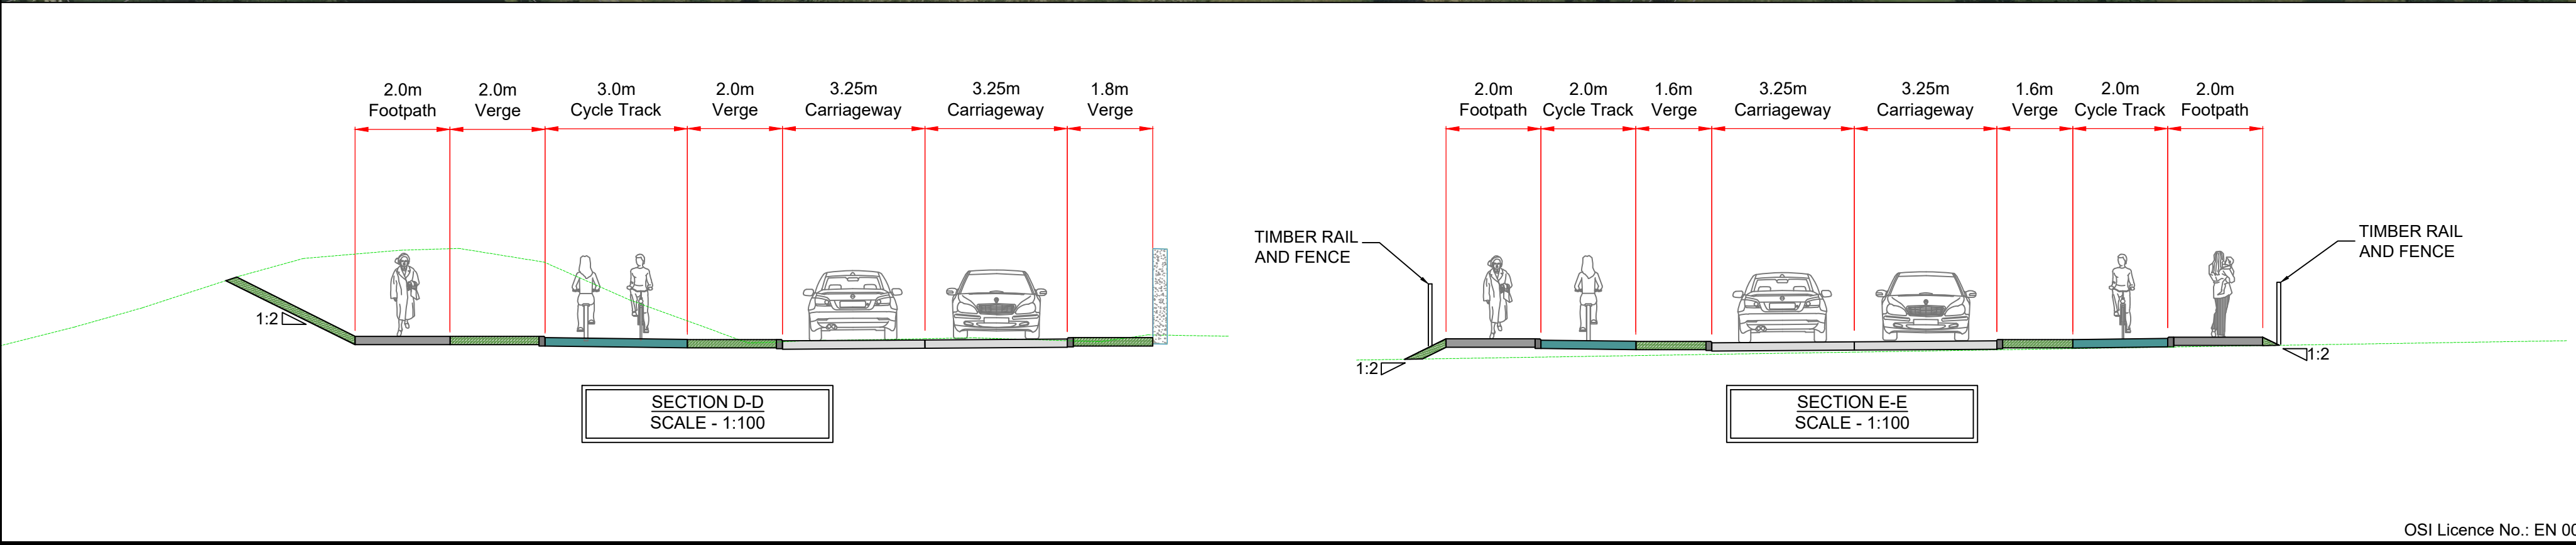 2.0m 2.0m 3.0m 2.0m 3.25m 3.25m 1.8m
Footpath Verge Cycle Track Verge Carriageway Carriageway Verge
1:2
SECTION D-D
SCALE - 1:100
2.0m 2.0m 1.6m 3.25m 3.25m 1.6m 2.0m 2.0m
Footpath Cycle Track Verge Carriageway Carriageway Verge Cycle Track Footpath
TIMBER RAIL
AND FENCE
TIMBER RAIL
AND FENCE
1:2
1:2
SECTION E-E
SCALE - 1:100
OSI Licence No.: EN 00